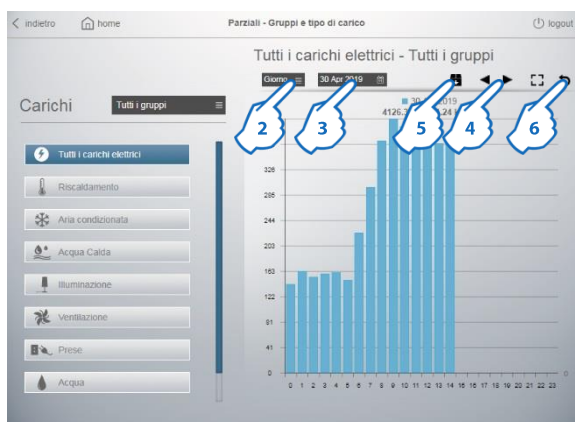 indietro home Parziali - Gruppi e tipo di carico logout
Tutti i carichi elettrici - Tutti i gruppi
Giorno 30 Apr 2019
Carichi Tutti i gruppi
2 3 5 4 6
Tutti i carichi elettrici
Riscaldamento
Aria condizionata
Acqua Calda
Illuminazione
Ventilazione
Prese
Acqua
326
285
244
203
163
122
81
41
0 0
0 1 2 3 4 5 6 7 8 9 10 11 12 13 14 15 16 17 18 19 20 21 22 23